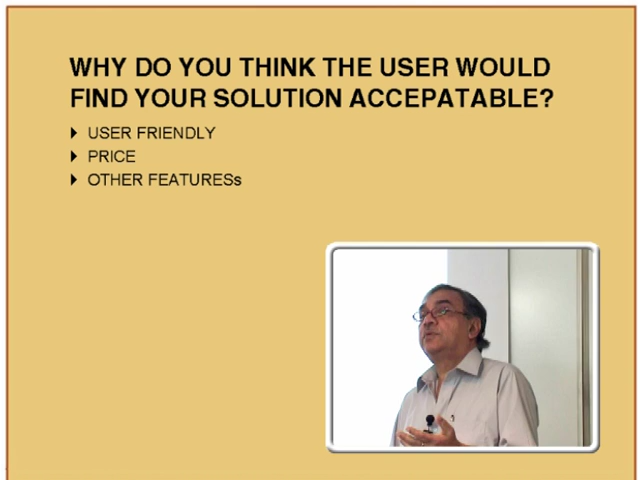 WHY DO YOU THINK THE USER WOULD
FIND YOUR SOLUTION ACCEPATABLE?
USER FRIENDLY
PRICE
OTHER FEATURESs